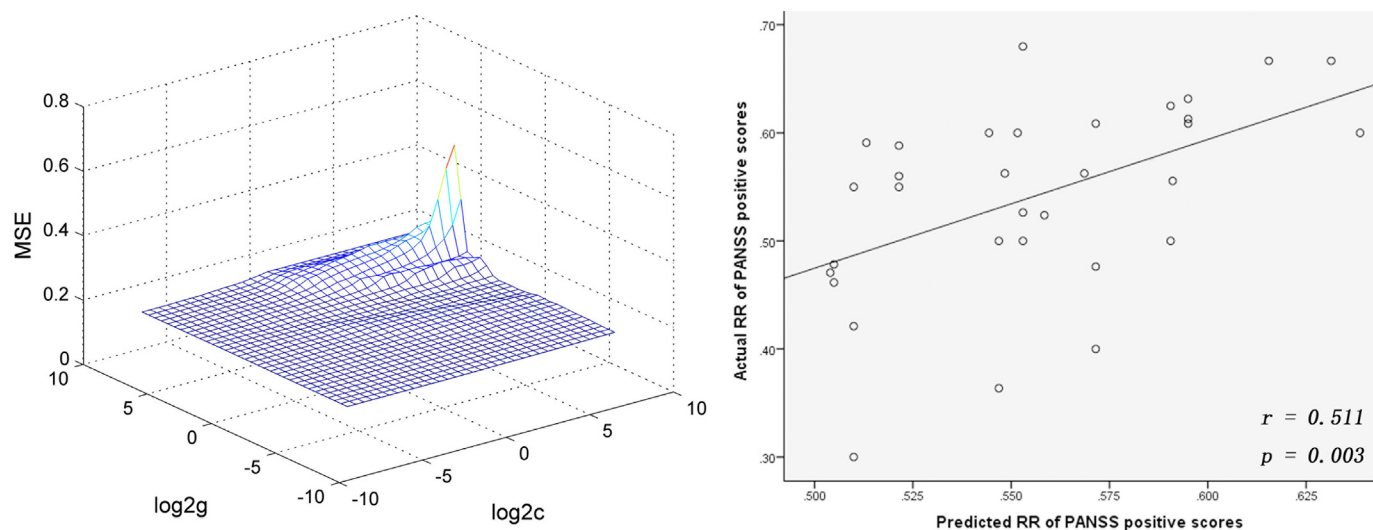 0.8
0.6
0.4
0.2
0
MSE
10
5
0
-5
-10
log2g
-10
-5
0
5
10
log2c
.70
.60
.50
.40
.30
Actual RR of PANSS positive scores
r = 0.511
p = 0.003
.500 .525 .550 .575 .600 .625
Predicted RR of PANSS positive scores